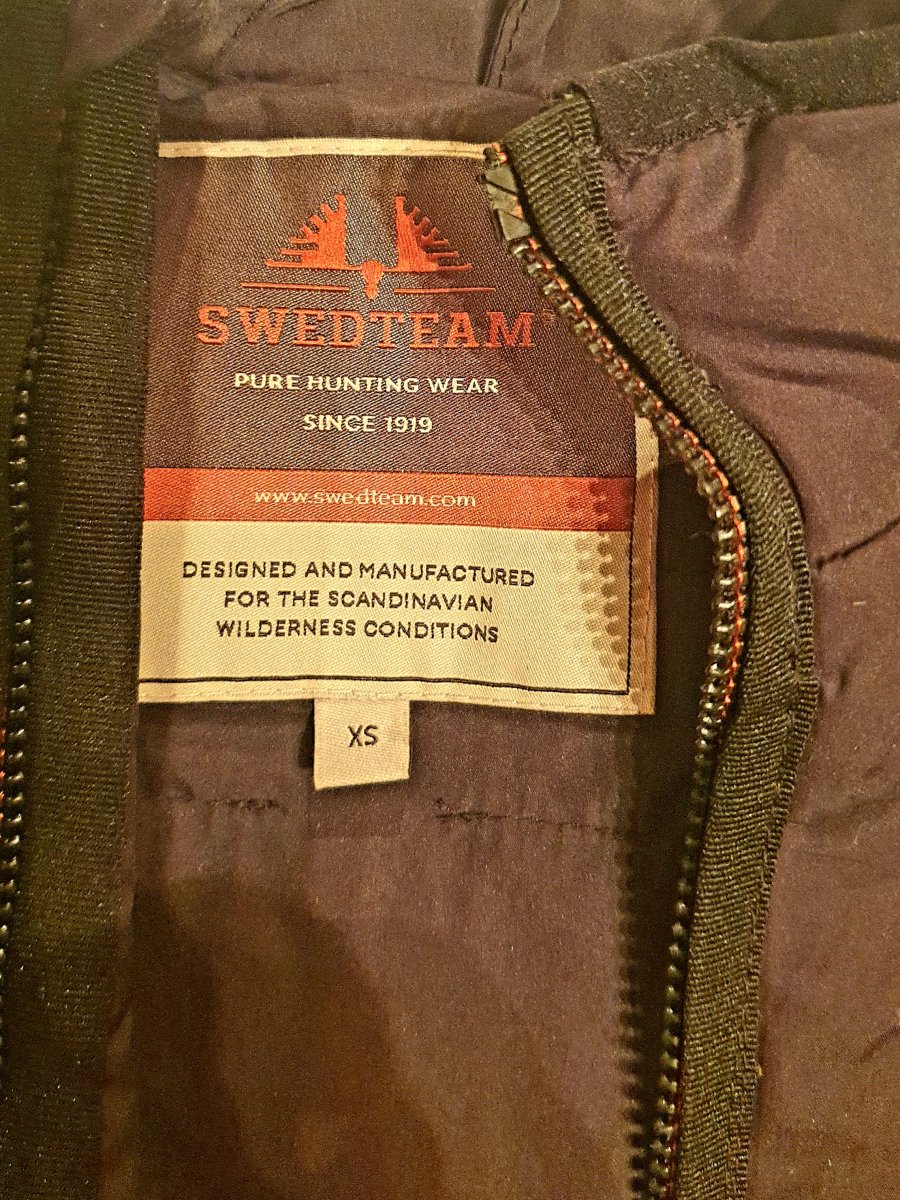 SWEDTEAM
PURE HUNTING WEAR
SINCE 1919
www.swedteam.com
DESIGNED AND MANUFACTURED
FOR THE SCANDINAVIAN
WILDERNESS CONDITIONS
XS